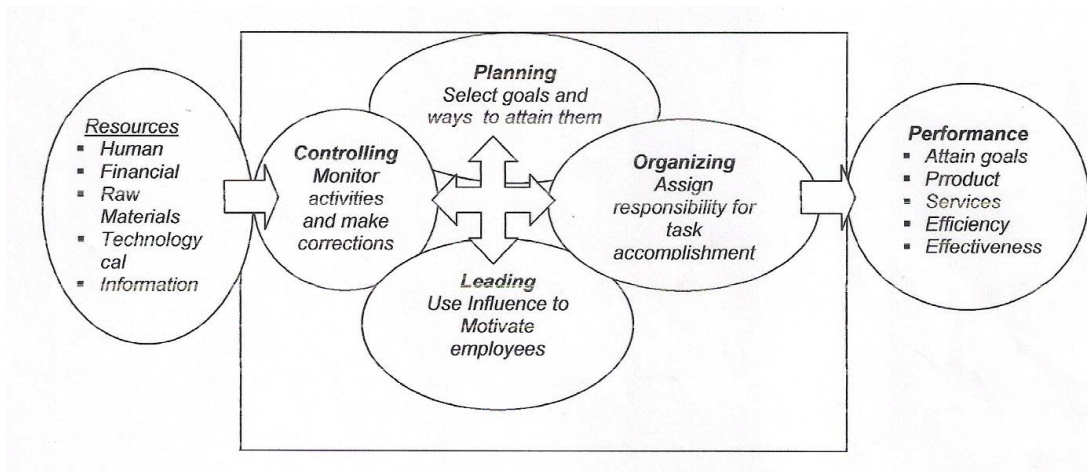 Resources
▪ Human
▪ Financial
▪ Raw
Materials
▪ Technology
cal
▪ Information
Controlling
Monitor
activities
and make
corrections
Planning
Select goals and
ways to attain them
Leading
Use Influence to
Motivate
employees
Organizing
Assign
responsibility for
task
accomplishment
Performance
▪ Attain goals
▪ Prroduct
▪ Services
▪ Efficiency
▪ Effectiveness